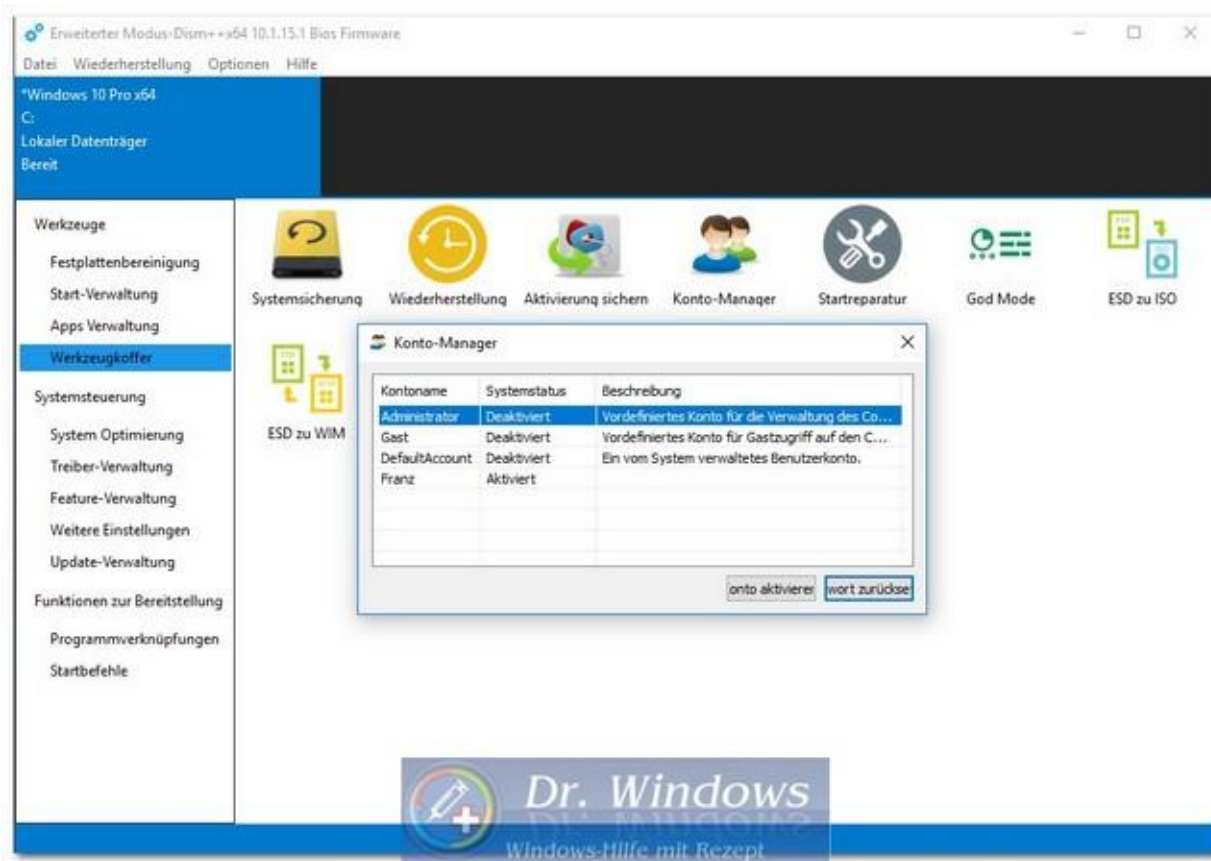 Erweiterter Modus-Dism++x64 10.1.15.1 Bios Firmware
Datei Wiederherstellung Optionen Hilfe
*Windows 10 Pro x64
C:
Lokaler Datenträger
Bereit
Werkzeuge
Festplattenbereinigung
Start-Verwaltung
Apps Verwaltung
Werkzeugkoffer
Systemsteuerung
System Optimierung
Treiber-Verwaltung
Feature-Verwaltung
Weitere Einstellungen
Update-Verwaltung
Funktionen zur Bereitstellung
Programmverknüpfungen
Startbefehle
Systemsicherung
Wiederherstellung
Aktivierung sichern
Konto-Manager
Startreparatur
God Mode
ESD zu ISO
ESD zu WIM
Konto-Manager
Kontoname Systemstatus Beschreibung
Administrator Deaktiviert Vordefiniertes Konto für die Verwaltung des Co...
Gast Deaktiviert Vordefiniertes Konto für Gastzugriff auf den C...
DefaultAccount Deaktiviert Ein vom System verwaltetes Benutzerkonto.
Franz Aktiviert
onto aktiviere wort zurückse
Dr. Windows
Windows-Hilfe mit Rezept